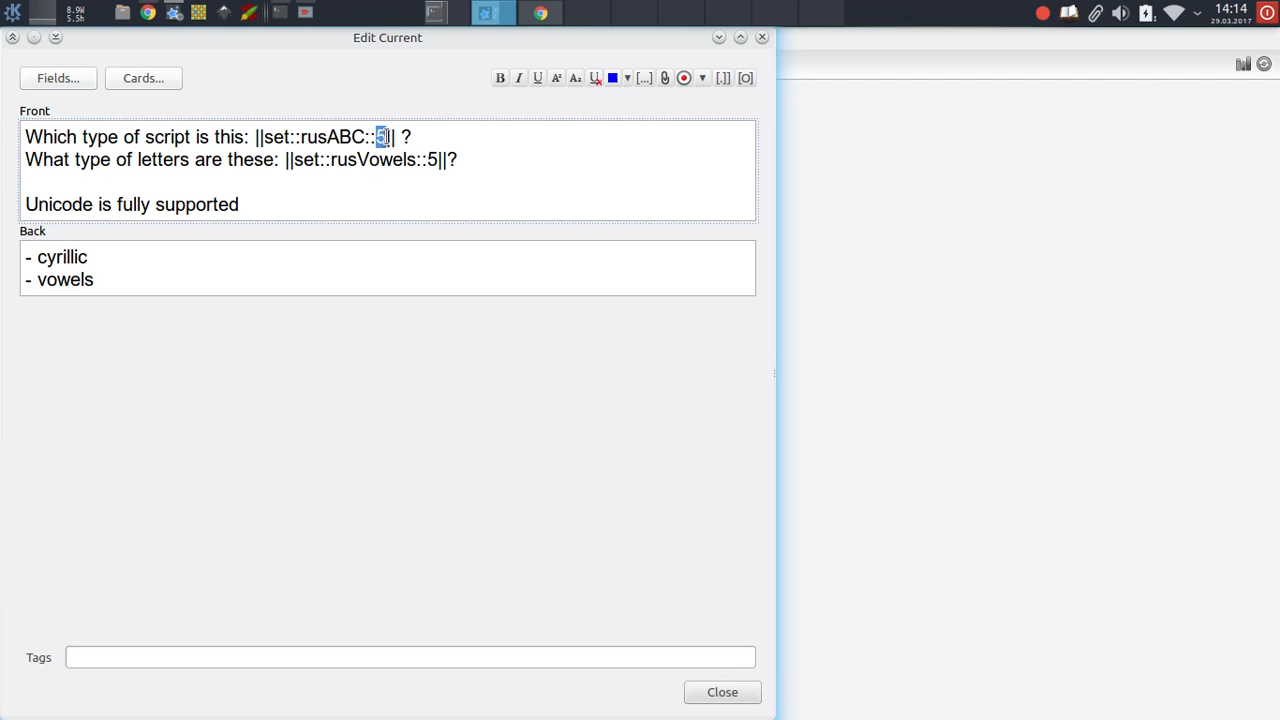 8.9%
5.5h
14:14
29.03.2017
Edit Current
Fields...
Cards...
Front
Which type of script is this: ||set::rusABC::5|| ?
What type of letters are these: ||set::rusVowels::5||?
Unicode is fully supported
Back
- cyrillic
- vowels
Tags
Close